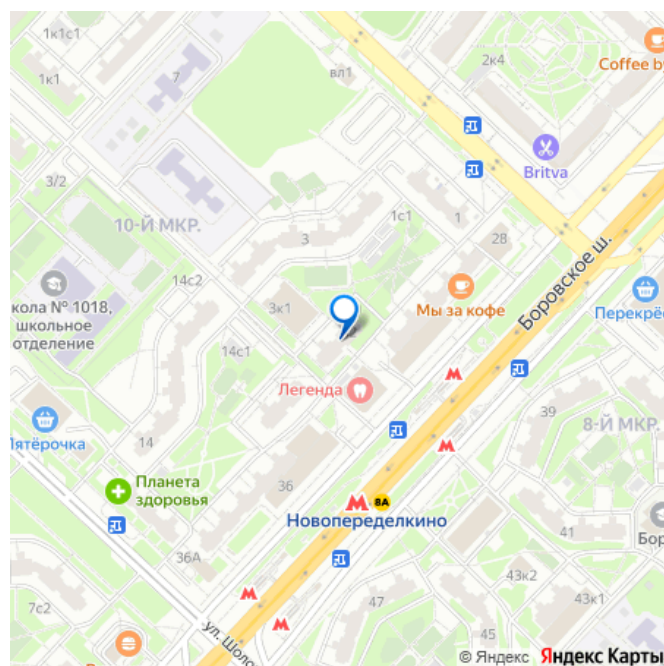 1к1с1
2к4
Coffee by
1к1
7
вл1
Britva
3/2
10-Й МКР.
1с1
1
3
28
Боровское ш.
14с2
кола № 1018,
школьное
отделение
3к1
Мы за кофе
Перекрёс
14с1
Легенда
39
8-Й МКР.
Пятёрочка
14
Планета
здоровья
36
М
8А
Новопеределкино
41
Бор
36А
43к2
43к1
7с2
47
45
ул. Шоло
© Яндекс
Яндекс Карты